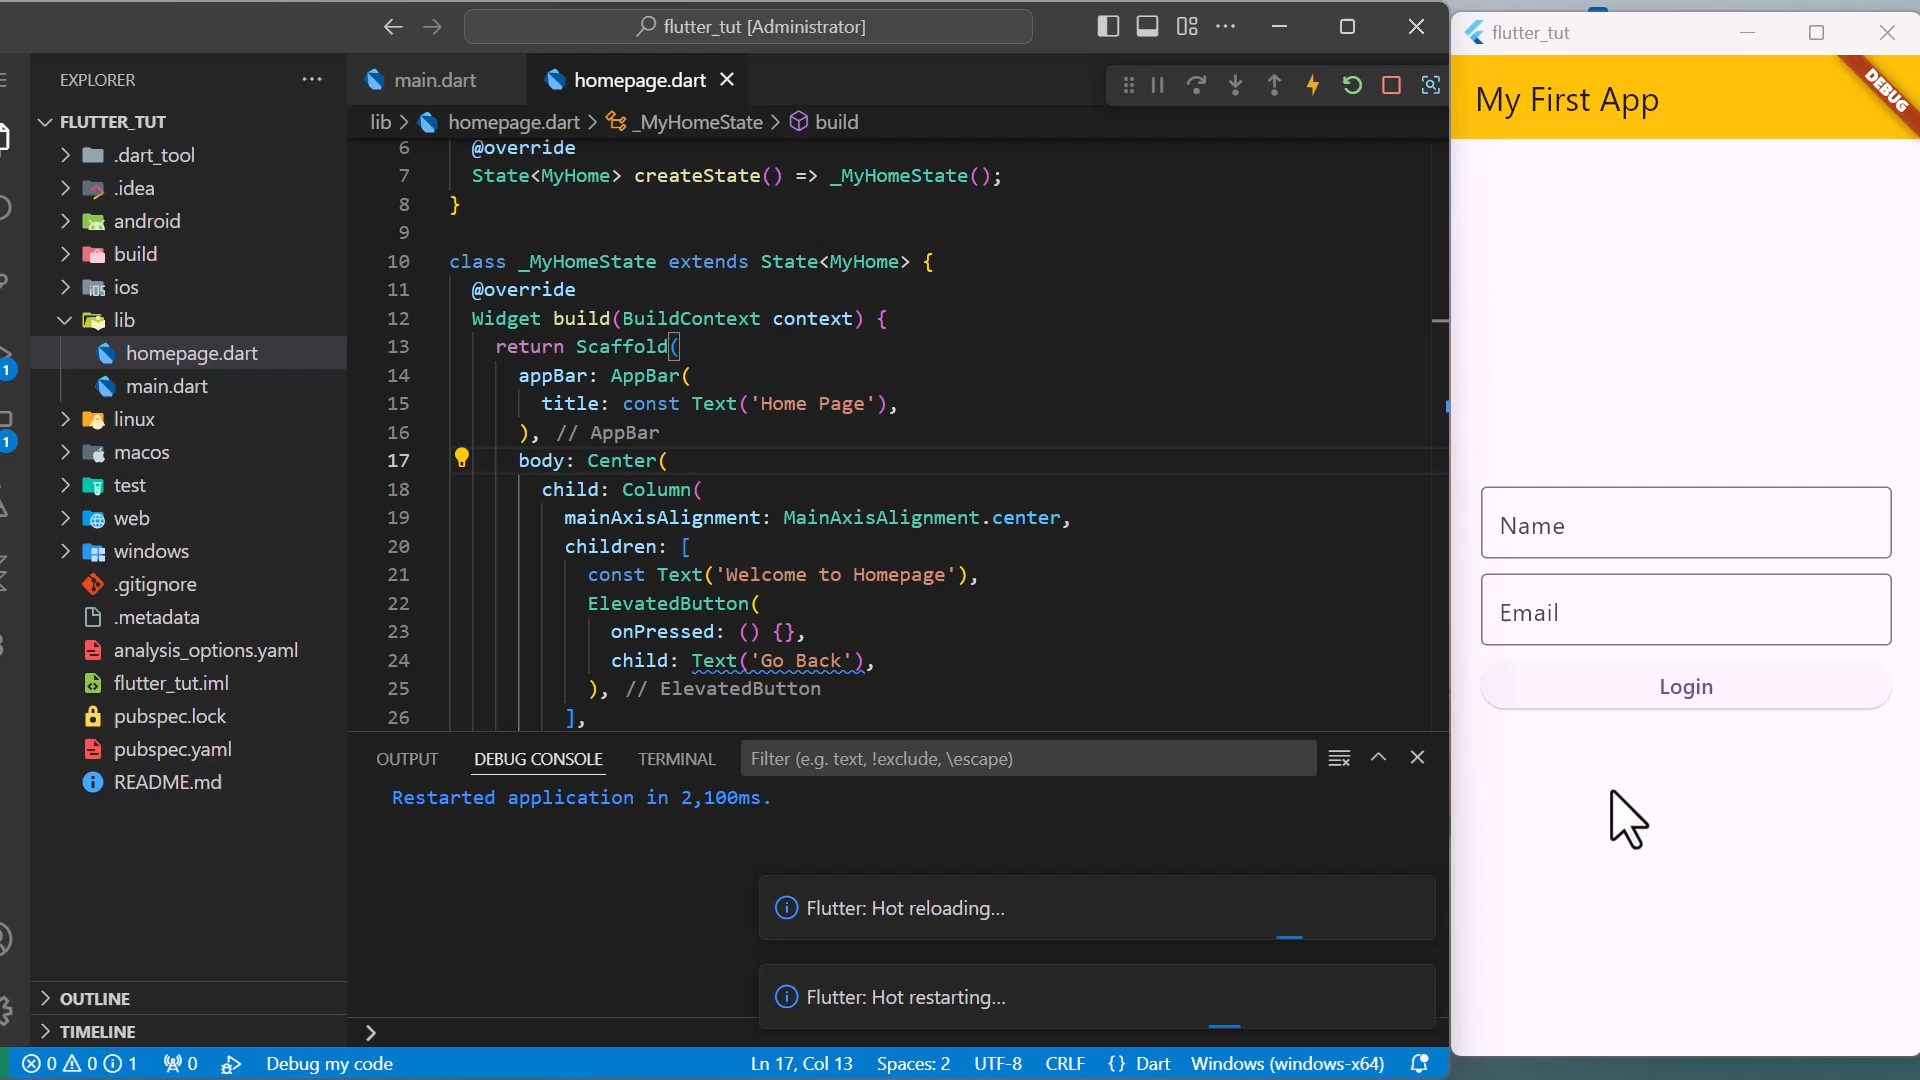 flutter_tut [Administrator]
EXPLORER
FLUTTER_TUT
.dart_tool
.idea
android
build
ios
lib
homepage.dart
main.dart
linux
macos
test
web
windows
.gitignore
.metadata
analysis_options.yaml
flutter_tut.iml
pubspec.lock
pubspec.yaml
README.md
OUTLINE
TIMELINE
1
1
main.dart
homepage.dart
lib > homepage.dart > _MyHomeState > build
6 @override
7 State<MyHome> createState() => _MyHomeState();
8 }
9
10 class _MyHomeState extends State<MyHome> {
11 @override
12 Widget build(BuildContext context) {
13 return Scaffold(
14 appBar: AppBar(
15 title: const Text('Home Page'),
16 ), // AppBar
17 body: Center(
18 child: Column(
19 mainAxisAlignment: MainAxisAlignment.center,
20 children: [
21 const Text('Welcome to Homepage'),
22 ElevatedButton(
23 onPressed: () {},
24 child: Text('Go Back'),
25 ), // ElevatedButton
26 ],
OUTPUT DEBUG CONSOLE TERMINAL Filter (e.g. text, !exclude, \escape)
Restarted application in 2,100ms.
Flutter: Hot reloading...
Flutter: Hot restarting...
0 0 1 0 Debug my code Ln 17, Col 13 Spaces: 2 UTF-8 CRLF {} Dart Windows (windows-x64)
flutter_tut
My First App
DEBUG
Name
Email
Login